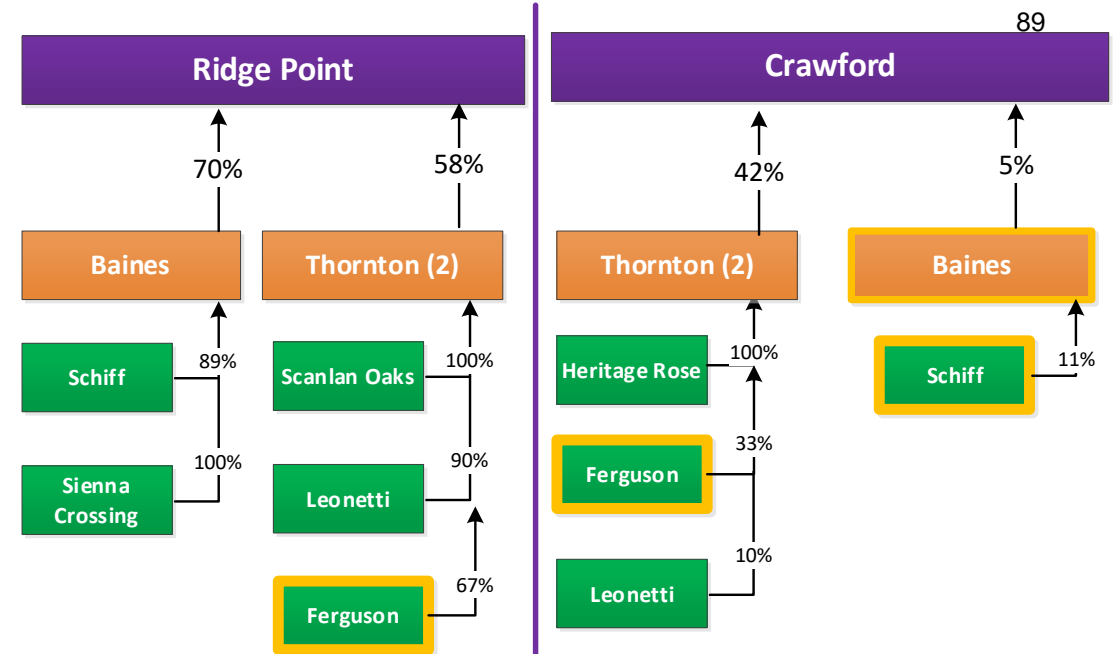 89
Ridge Point
Crawford
70%
58%
42%
5%
Baines
Thornton (2)
Thornton (2)
Baines
Schiff
89%
Scanlan Oaks
100%
Heritage Rose
100%
Schiff
11%
Sienna
Crossing
100%
Leonetti
90%
Ferguson
33%
Ferguson
67%
Leonetti
10%